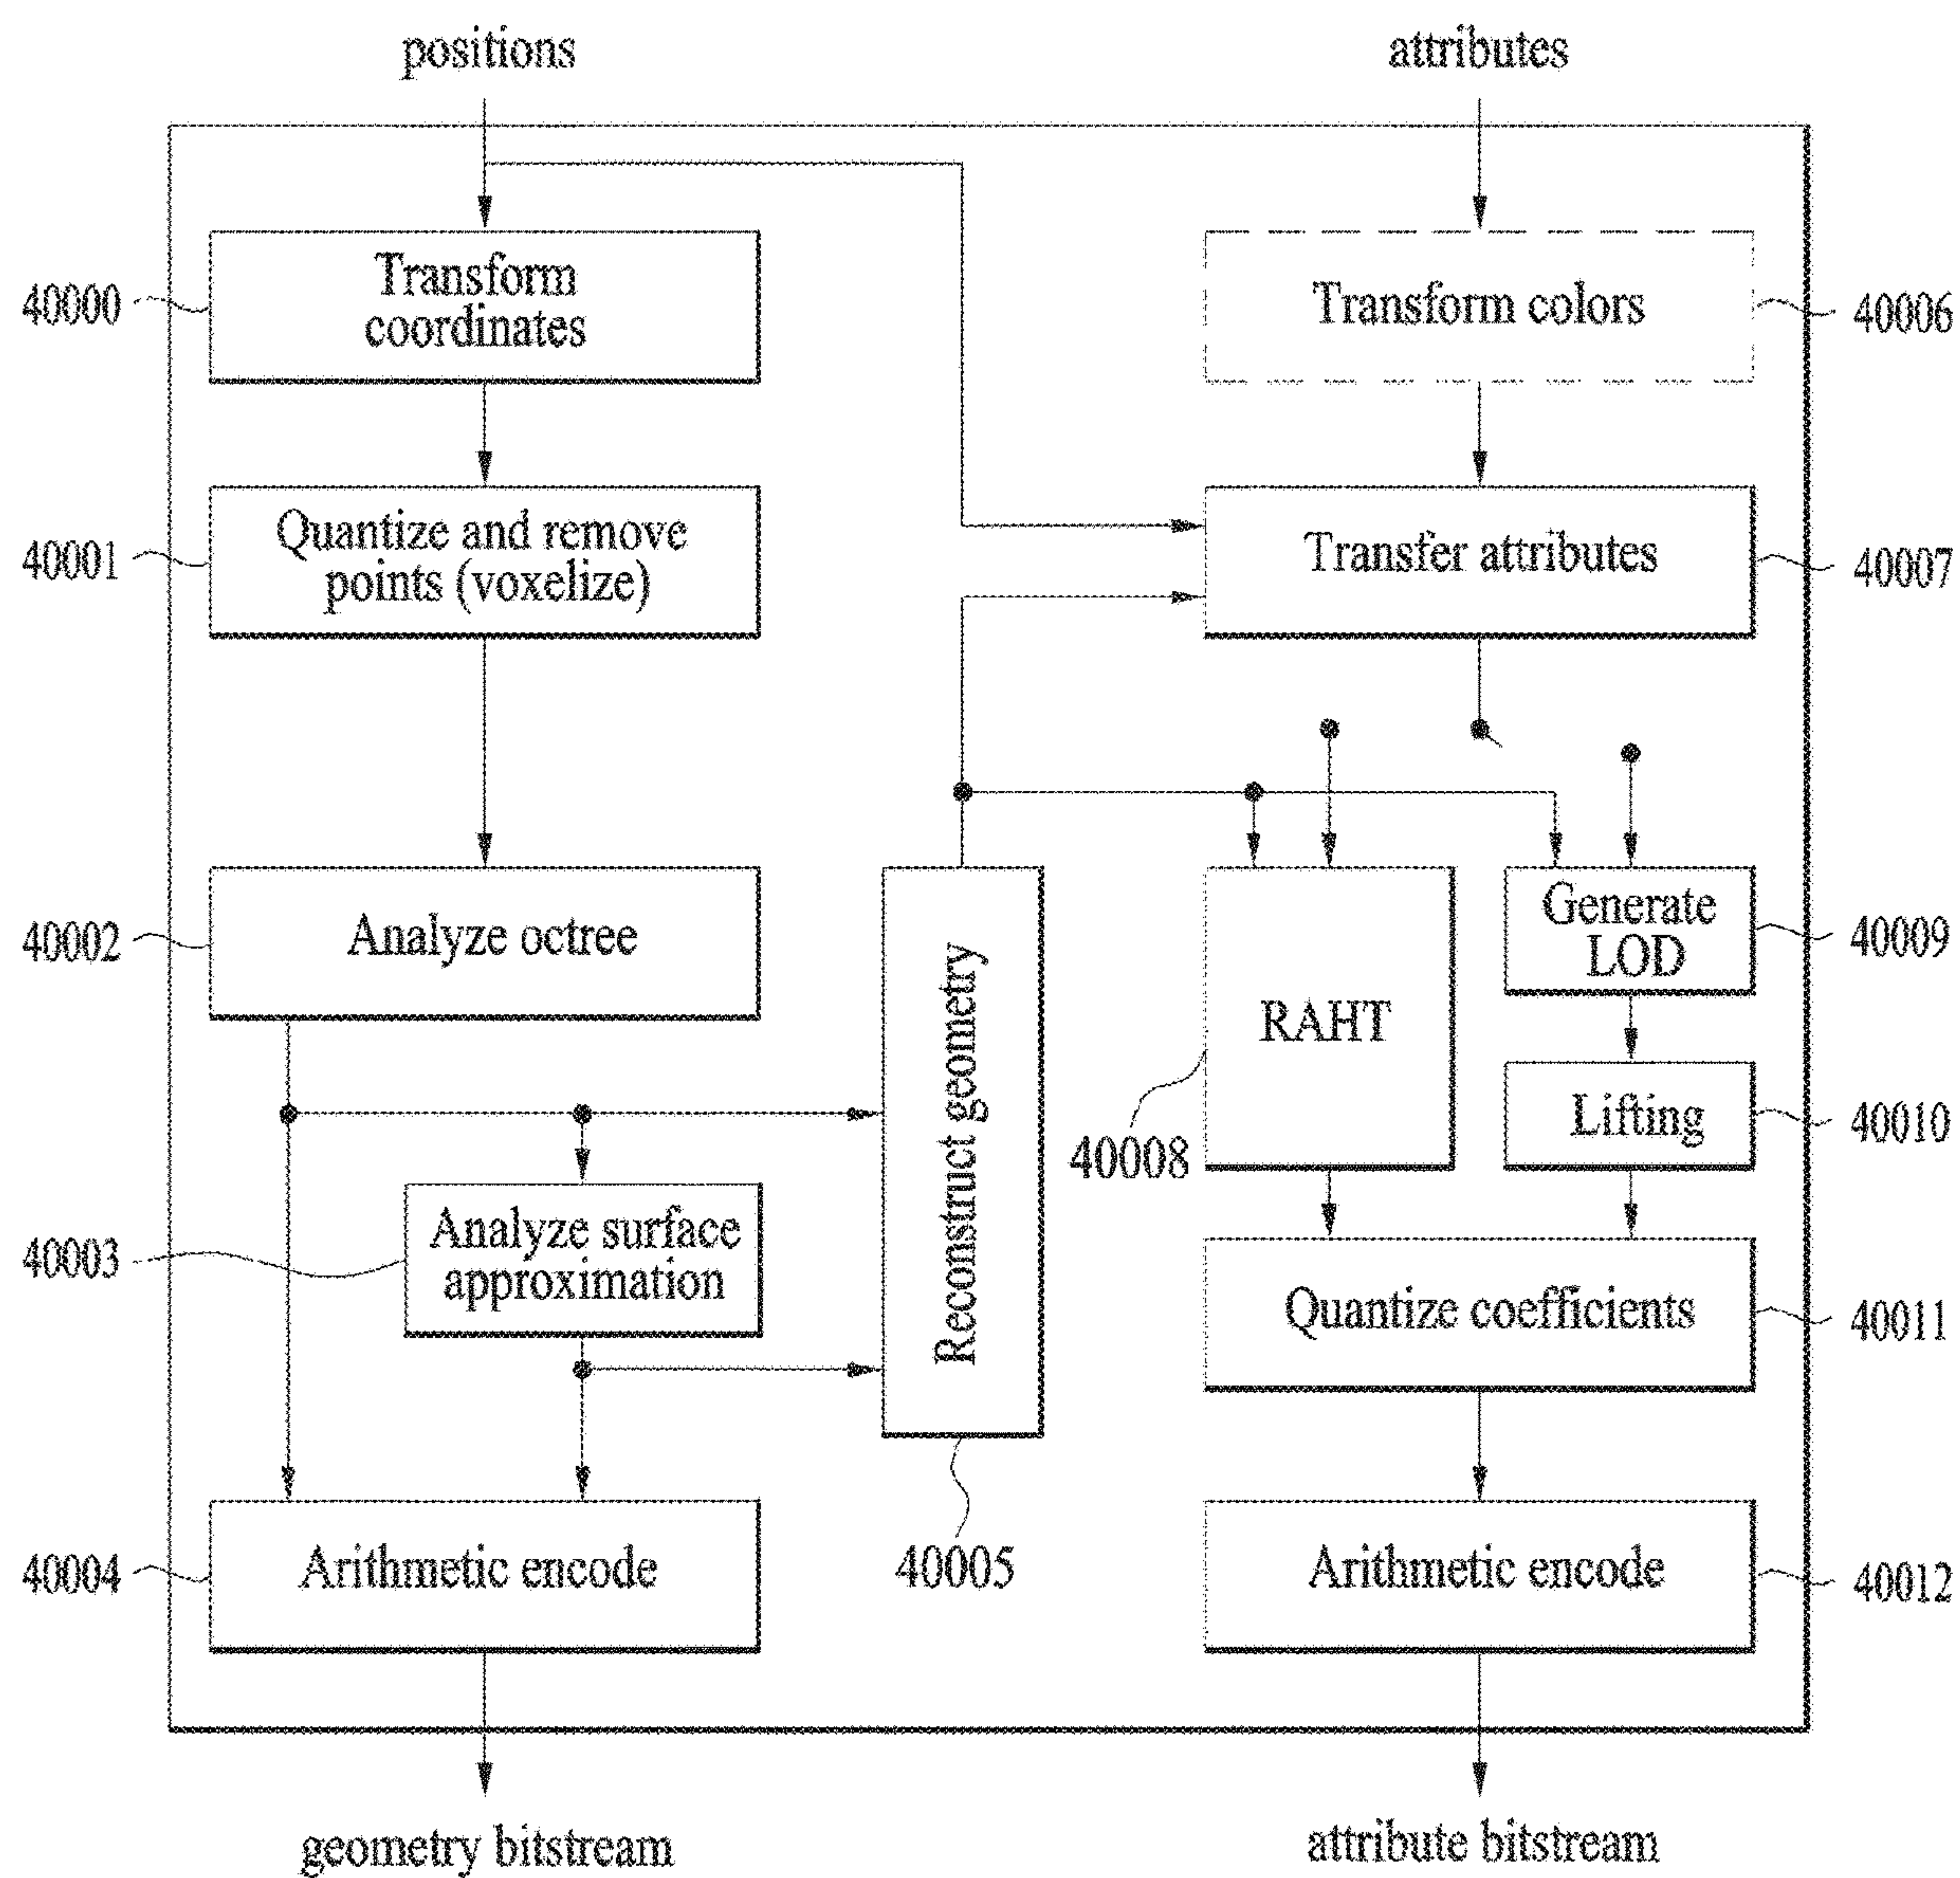 positions
attributes
Transform
coordinates
40000
Transform colors
40006
Quantize and remove
points (voxelize)
40001
Transfer attributes
40007
Analyze octree
40002
Reconstruct geometry
40005
RAHT
40008
Generate
LOD
40009
Lifting
40010
Analyze surface
approximation
40003
Quantize coefficients
40011
Arithmetic encode
40004
Arithmetic encode
40012
geometry bitstream
attribute bitstream